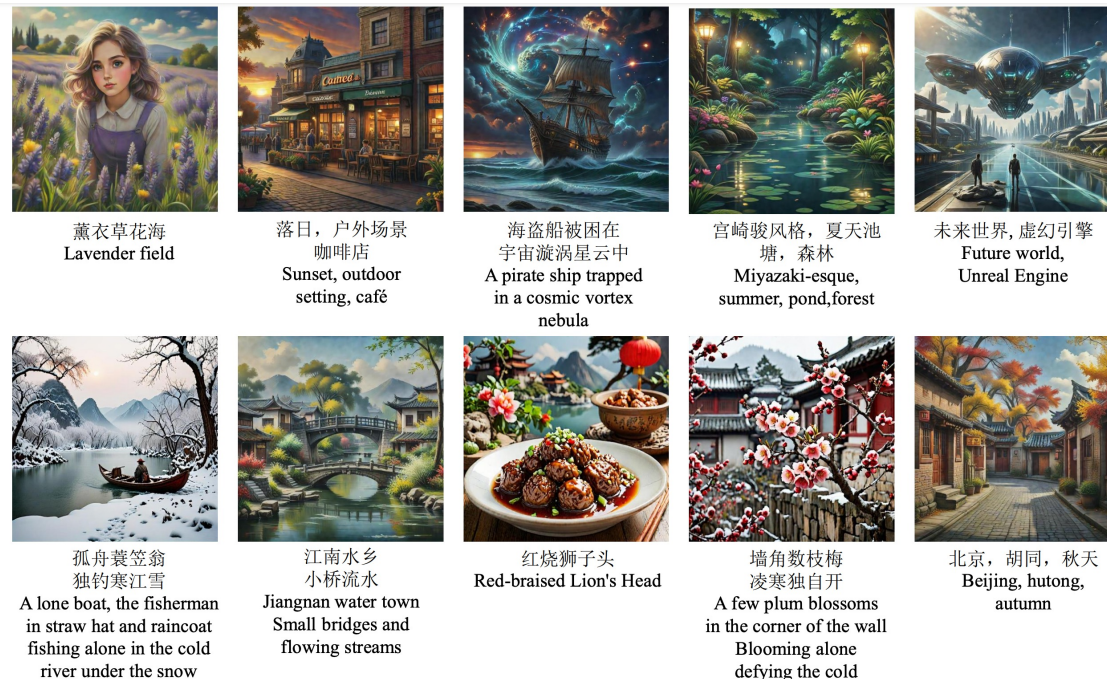 Cameo
薰衣草花海
Lavender field
落日，户外场景
咖啡店
Sunset, outdoor
setting, café
海盗船被困在
宇宙漩涡星云中
A pirate ship trapped
in a cosmic vortex
nebula
宫崎骏风格，夏天池
塘，森林
Miyazaki-esque,
summer, pond,forest
未来世界, 虚幻引擎
Future world,
Unreal Engine
孤舟蓑笠翁
独钓寒江雪
A lone boat, the fisherman
in straw hat and raincoat
fishing alone in the cold
river under the snow
江南水乡
小桥流水
Jiangnan water town
Small bridges and
flowing streams
红烧狮子头
Red-braised Lion's Head
墙角数枝梅
凌寒独自开
A few plum blossoms
in the corner of the wall
Blooming alone
defying the cold
北京，胡同，秋天
Beijing, hutong,
autumn